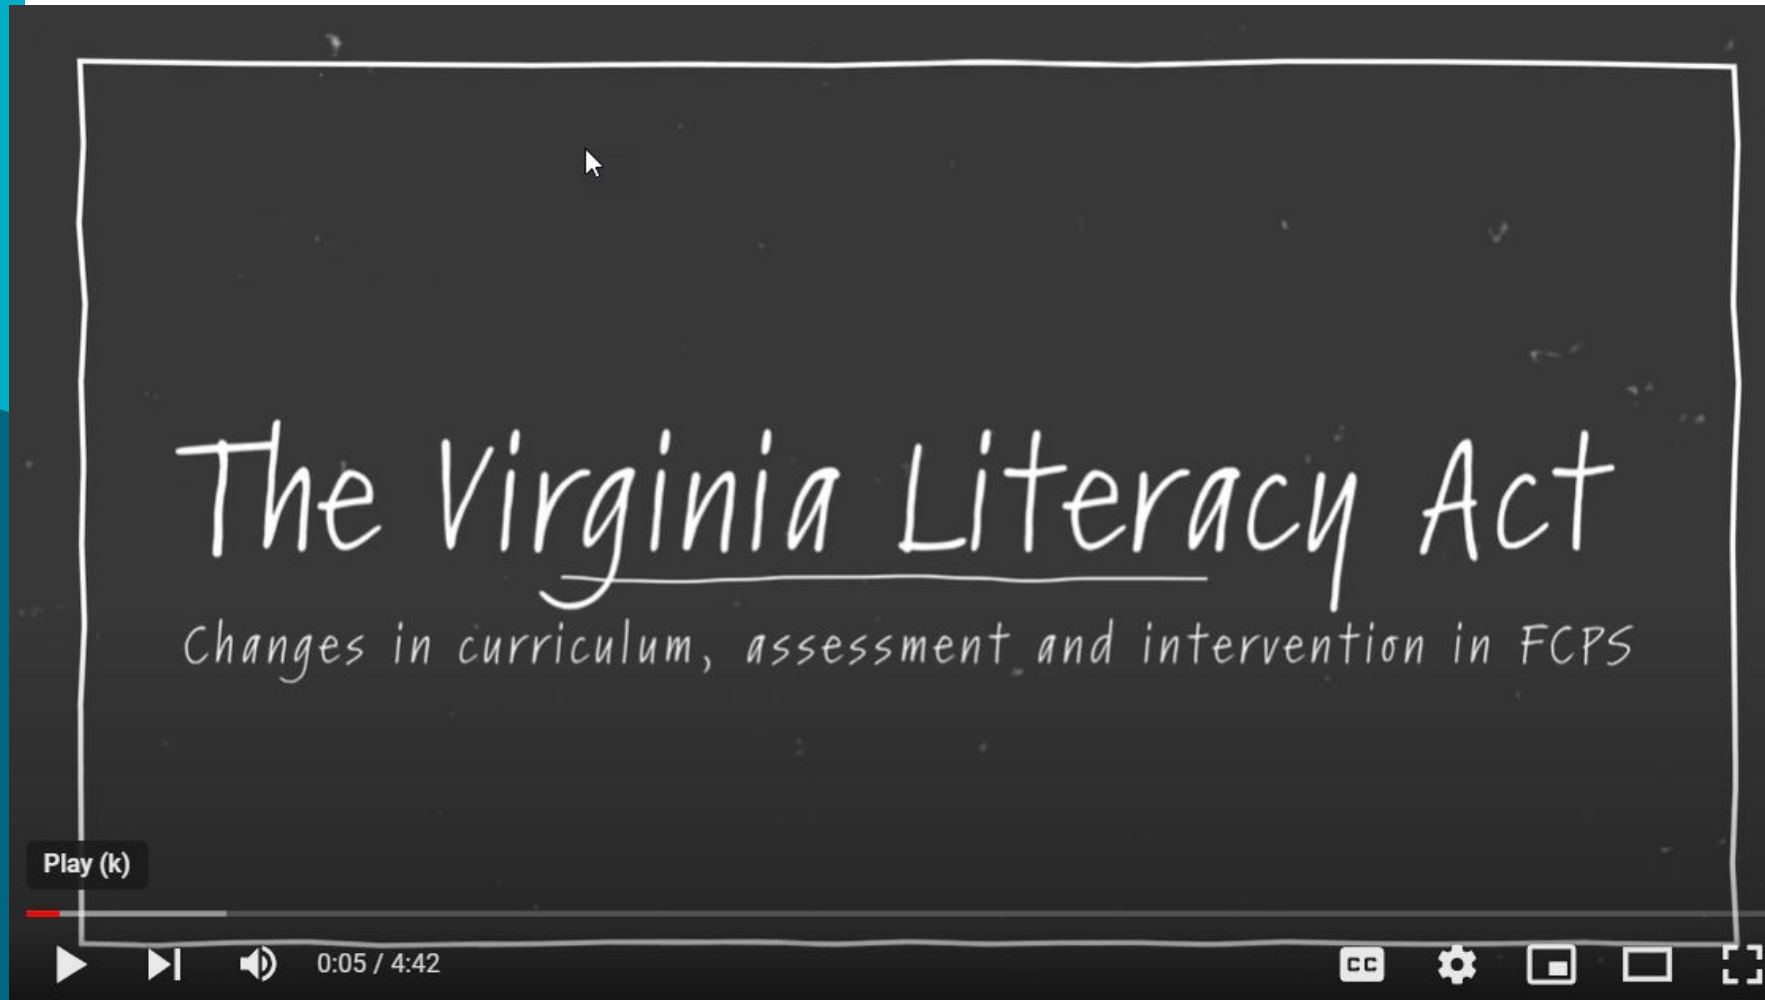 The Virginia Literacy Act
Changes in curriculum, assessment and intervention in FCPS
Play (k)
0:05 / 4:42
CC